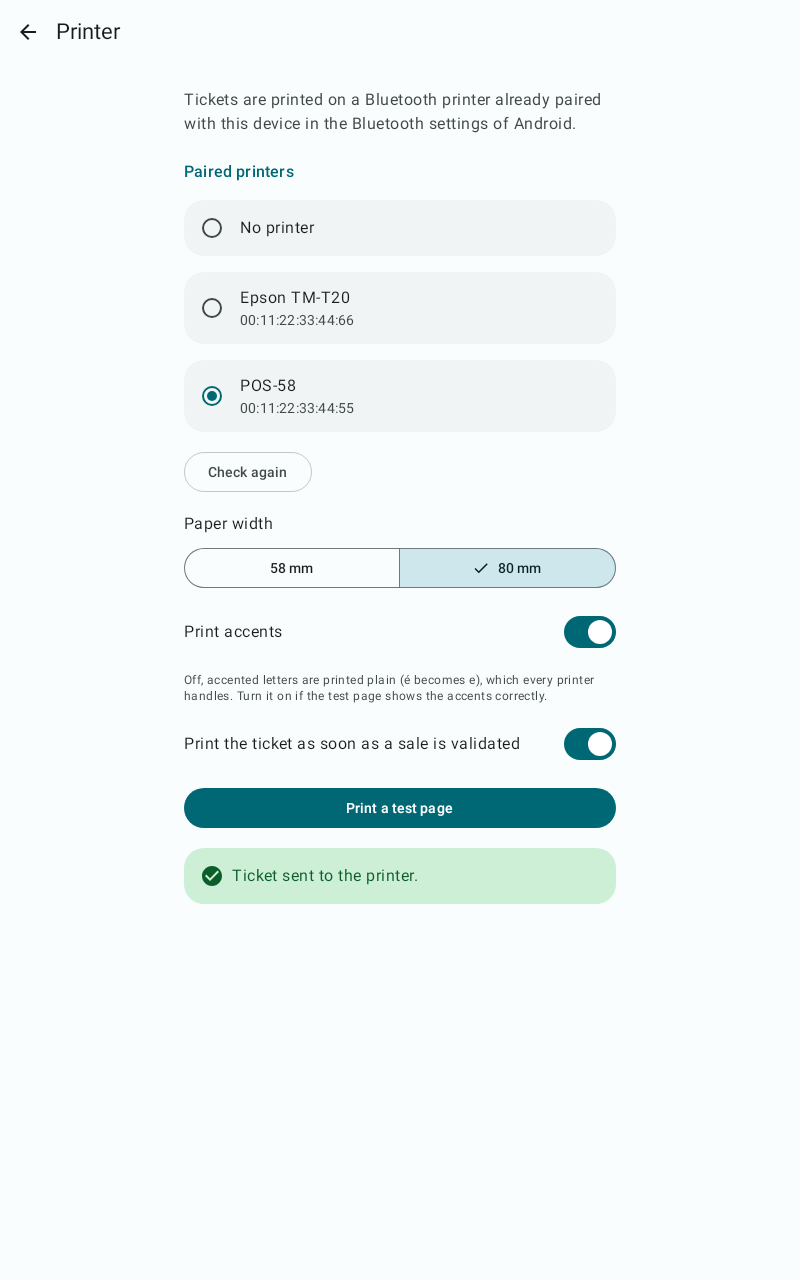 Printer
Tickets are printed on a Bluetooth printer already paired
with this device in the Bluetooth settings of Android.
Paired printers
No printer
Epson TM-T20
00:11:22:33:44:66
POS-58
00:11:22:33:44:55
Check again
Paper width
58 mm
80 mm
Print accents
Off, accented letters are printed plain (é becomes e), which every printer
handles. Turn it on if the test page shows the accents correctly.
Print the ticket as soon as a sale is validated
Print a test page
Ticket sent to the printer.